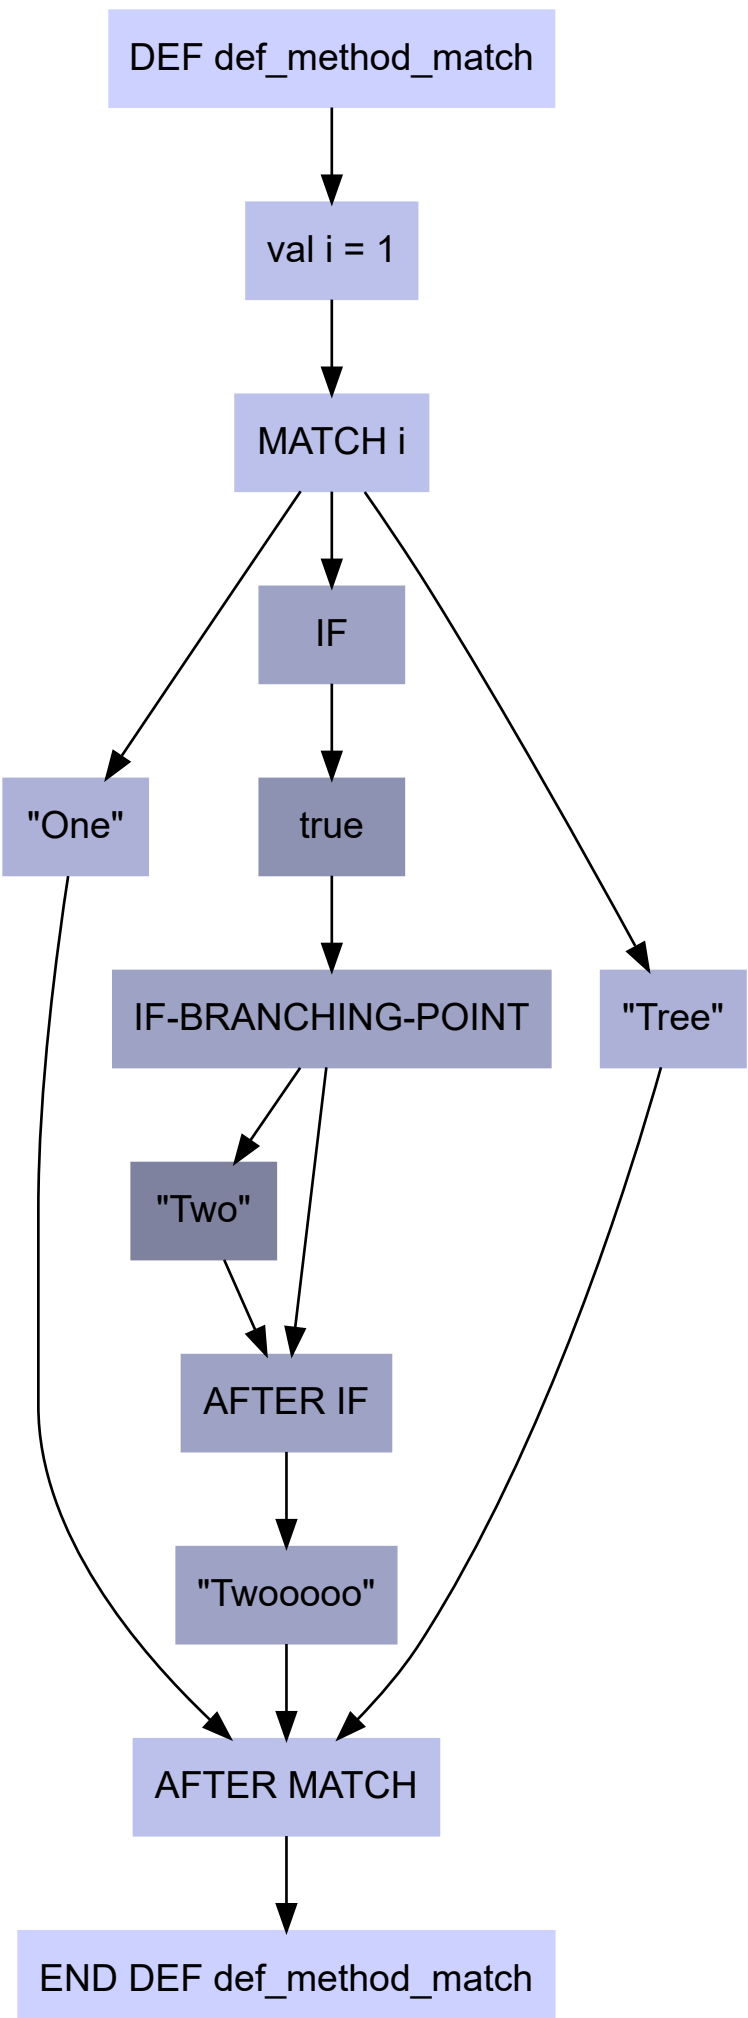 DEF def_method_match
val i = 1
MATCH i
IF
"One"
true
IF-BRANCHING-POINT
"Tree"
"Two"
AFTER IF
"Twooooo"
AFTER MATCH
END DEF def_method_match